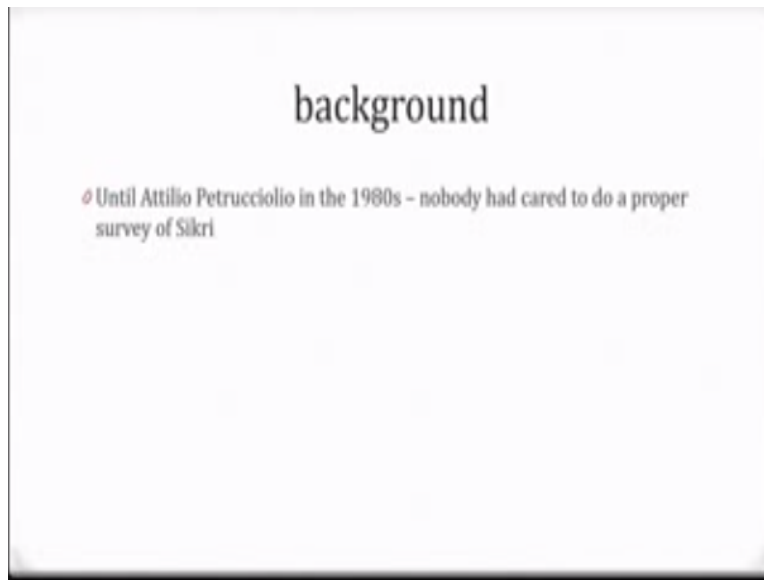 background
Until Attilio Petrucciolio in the 1980s – nobody had cared to do a proper
survey of Sikri